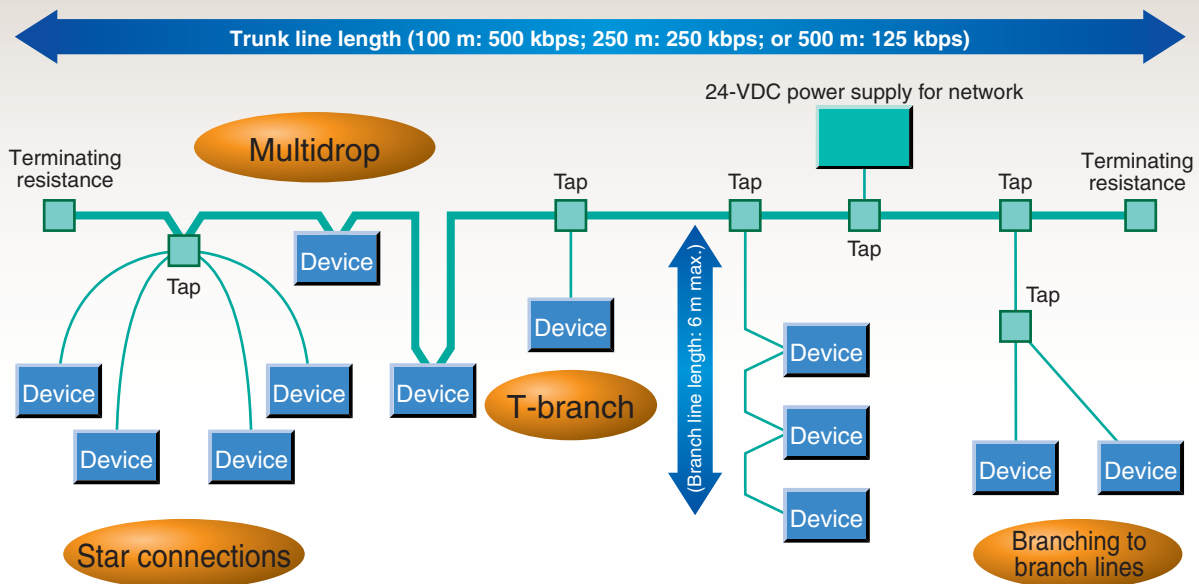 Trunk line length (100 m: 500 kbps; 250 m: 250 kbps; or 500 m: 125 kbps)
24-VDC power supply for network
Multidrop
Terminating
resistance
Tap
Tap
Tap
Terminating
resistance
Tap
Device
Tap
Tap
Device
Device
(Branch line length: 6 m max.)
Device
Device
Device
Device
T-branch
Device
Device
Device
Device
Device
Device
Star connections
Branching to
branch lines